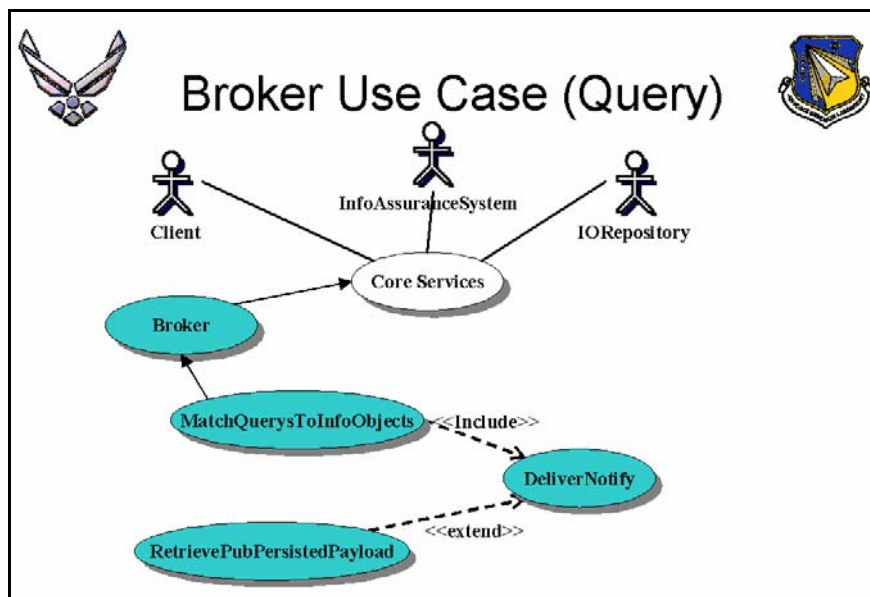 Broker Use Case (Query)
InfoAssuranceSystem
Client
IORepository
Core Services
Broker
MatchQuerysToInfoObjects
<<Include>>
DeliverNotify
<<extend>>
RetrievePubPersistedPayload